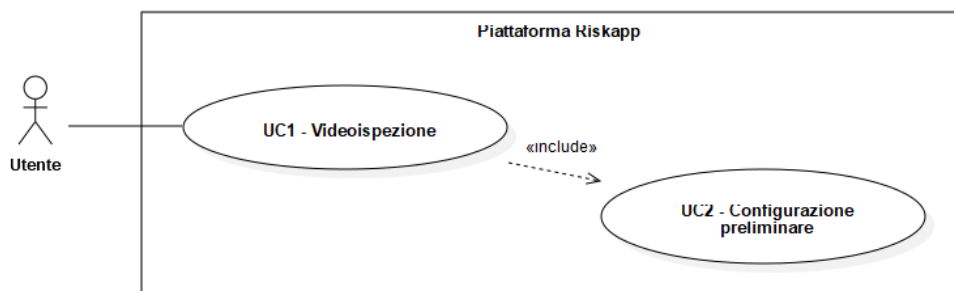 Piattaforma Riskapp
UC1 - Videoispezione
«include»
Utente
UC2 - Configurazione
preliminare